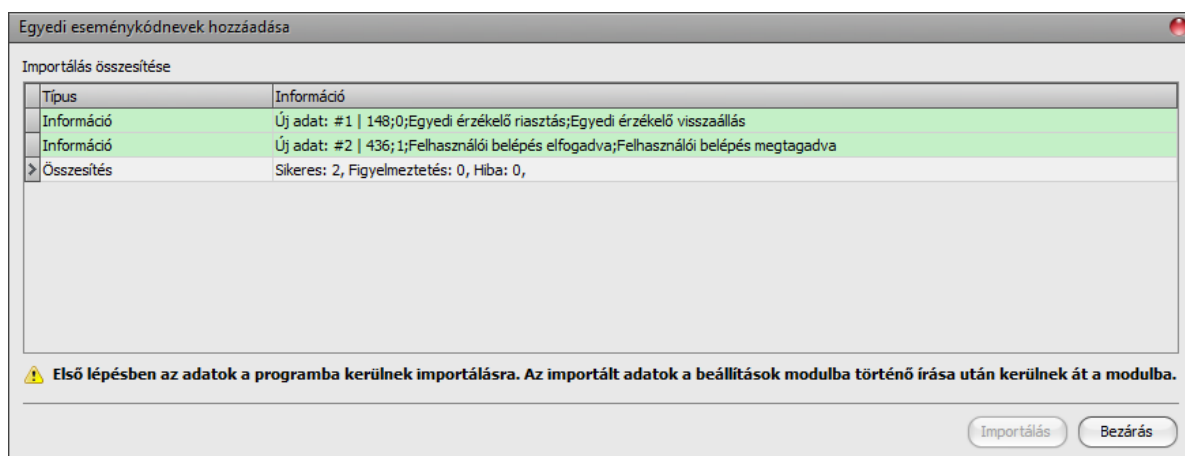 Egyedi eseménykódnevek hozzáadása
Importálás összesítése
Típus Információ
Információ Új adat: #1 | 148;0;Egyedi érzékelő riasztás;Egyedi érzékelő visszaállás
Információ Új adat: #2 | 436;1;Felhasználói belépés elfogadva;Felhasználói belépés megtagadva
Összesítés Sikeres: 2, Figyelmeztetés: 0, Hiba: 0,
Első lépésben az adatok a programba kerülnek importálásra. Az importált adatok a beállítások modulba történő írása után kerülnek át a modulba.
Importálás Bezárás